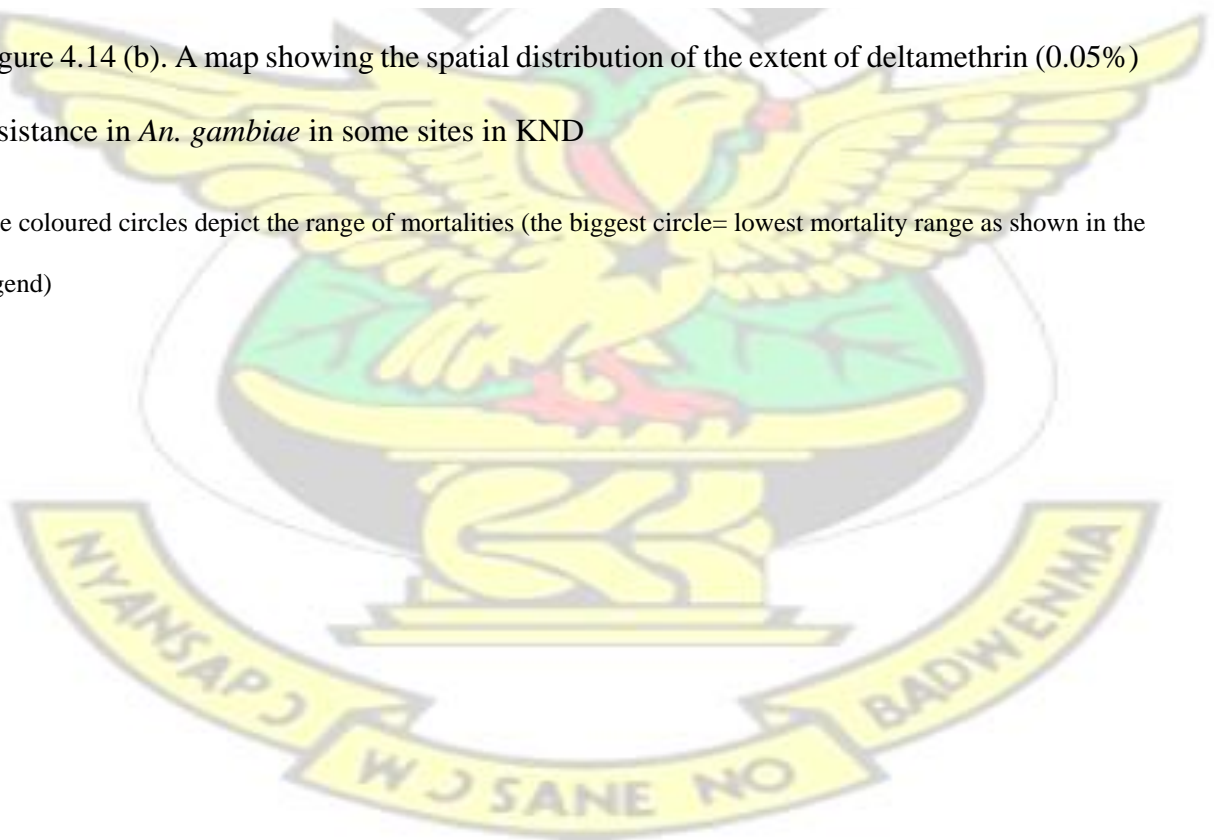 gure 4.14 (b). A map showing the spatial distribution of the extent of deltamethrin (0.05%)
sistance in An. gambiae in some sites in KND
e coloured circles depict the range of mortalities (the biggest circle= lowest mortality range as shown in the
gend)
NYANSAPƆ
WƆ SANE NO
BADWENMA